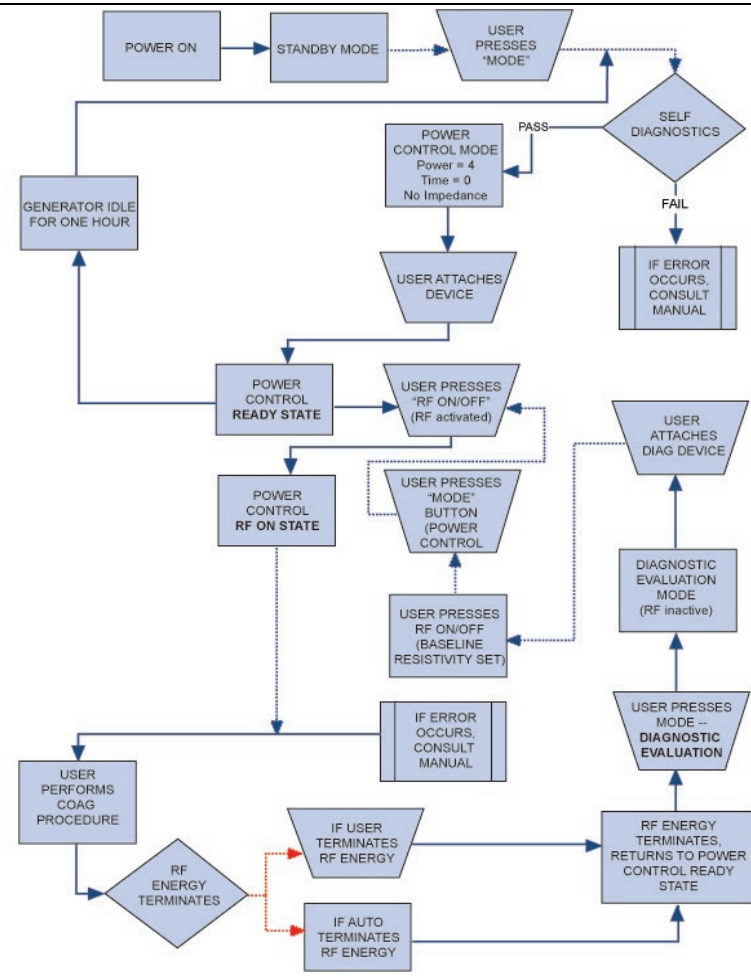 POWER ON
STANDBY MODE
USER
PRESSES
“MODE”
SELF
DIAGNOSTICS
PASS
FAIL
POWER
CONTROL MODE
Power = 4
Time = 0
No Impedance
GENERATOR IDLE
FOR ONE HOUR
IF ERROR
OCCURS,
CONSULT
MANUAL
USER ATTACHES
DEVICE
POWER
CONTROL
READY STATE
USER PRESSES
“RF ON/OFF”
(RF activated)
USER
ATTACHES
DIAG DEVICE
POWER
CONTROL
RF ON STATE
USER PRESSES
“MODE”
BUTTON
(POWER
CONTROL
DIAGNOSTIC
EVALUATION
MODE
(RF inactive)
USER PRESSES
RF ON/OFF
(BASELINE
RESISTIVITY SET)
USER PRESSES
MODE --
DIAGNOSTIC
EVALUATION
IF ERROR
OCCURS,
CONSULT
MANUAL
USER
PERFORMS
COAG
PROCEDURE
RF
ENERGY
TERMINATES
IF USER
TERMINATES
RF ENERGY
RF ENERGY
TERMINATES,
RETURNS TO POWER
CONTROL READY
STATE
IF AUTO
TERMINATES
RF ENERGY